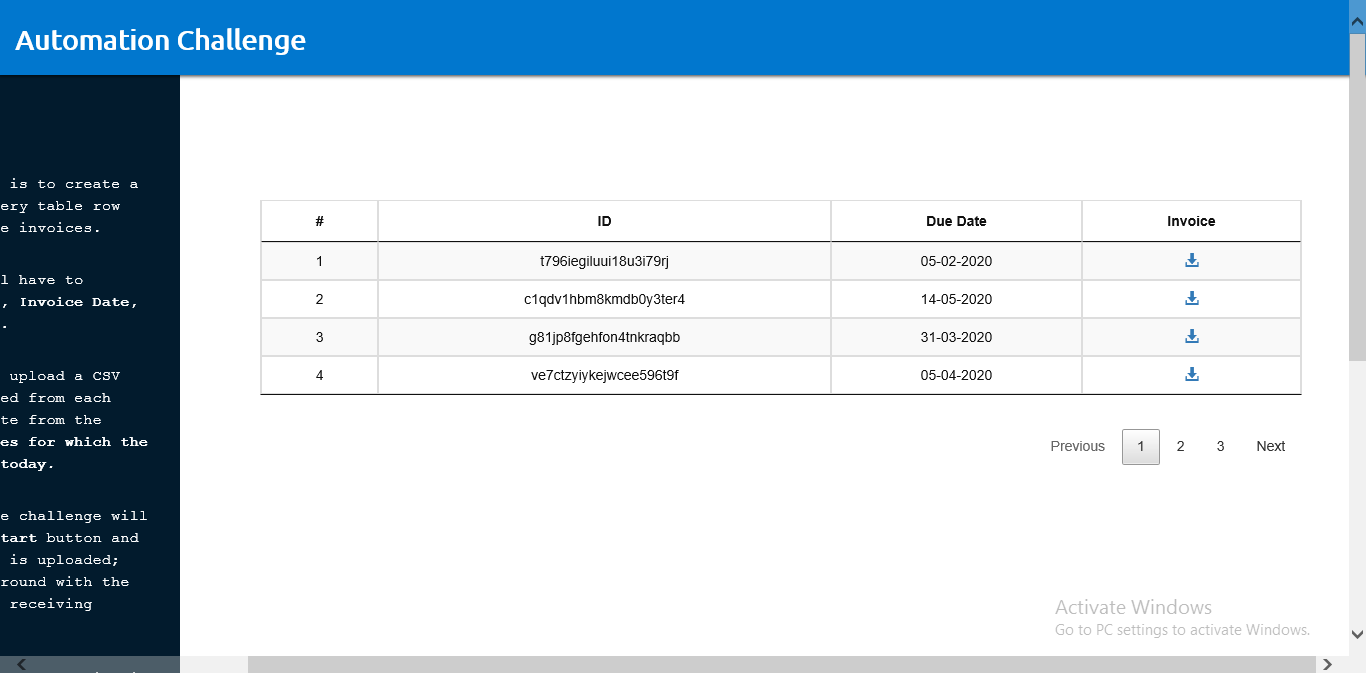 Automation Challenge
is to create a
ery table row
e invoices.
l have to
, Invoice Date,
.
upload a CSV
ed from each
te from the
es for which the
today.
e challenge will
tart button and
is uploaded;
round with the
receiving
# ID Due Date Invoice
1 t796iegiluui18u3i79rj 05-02-2020
2 c1qdv1hbm8kmdb0y3ter4 14-05-2020
3 g81jp8fgehfon4tnkraqbb 31-03-2020
4 ve7ctzyiykejwcee596t9f 05-04-2020
Previous 1 2 3 Next
Activate Windows
Go to PC settings to activate Windows.